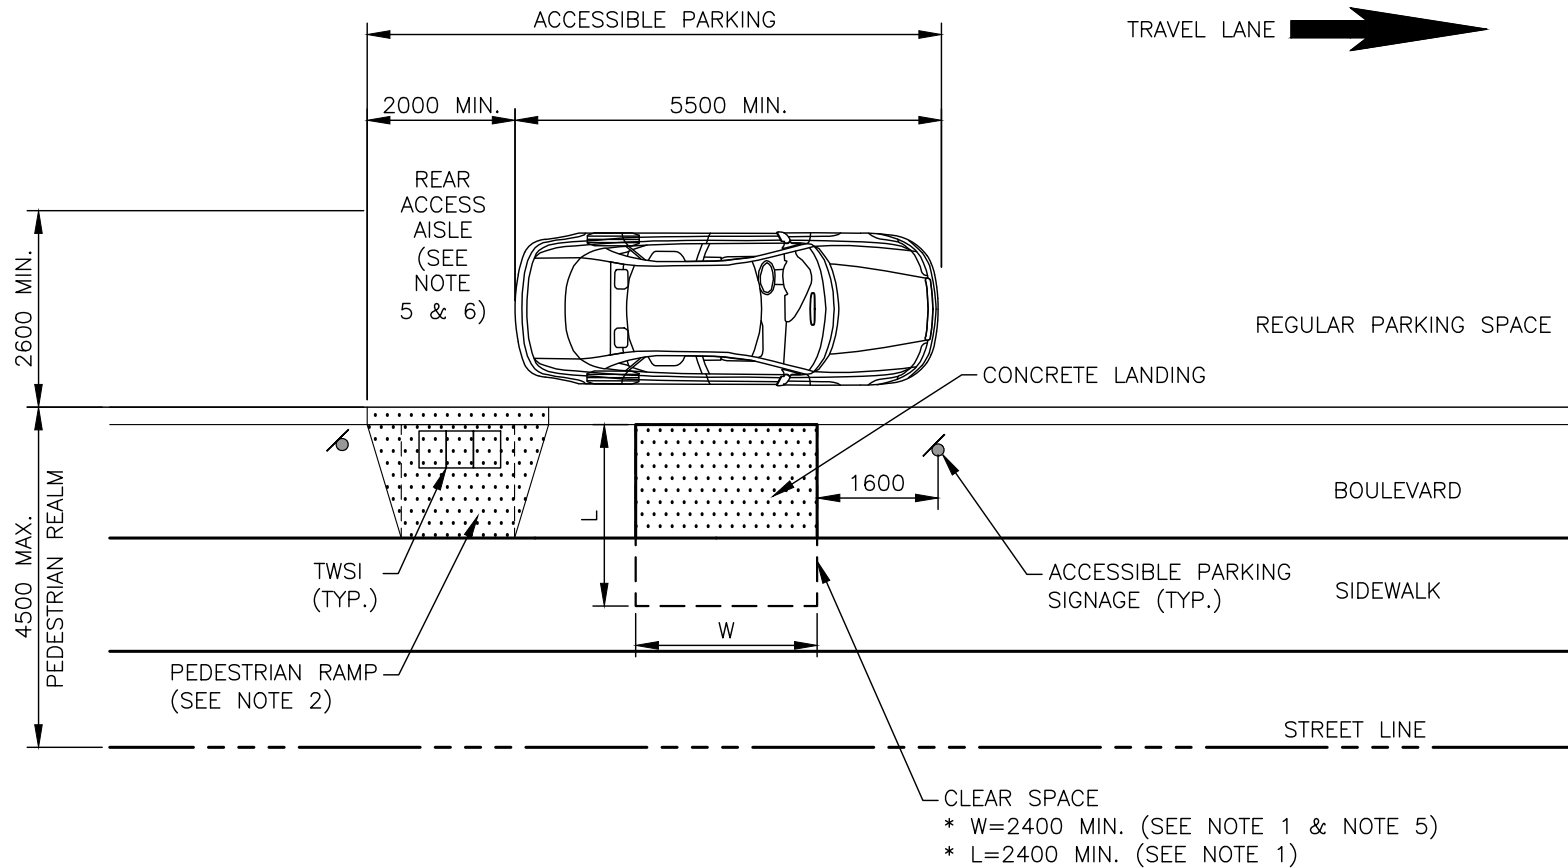 ACCESSIBLE PARKING
TRAVEL LANE
2000 MIN.
5500 MIN.
REAR
ACCESS
AISLE
(SEE
NOTE
5 & 6)
2600 MIN.
REGULAR PARKING SPACE
CONCRETE LANDING
1600
BOULEVARD
L
4500 MAX.
PEDESTRIAN REALM
TWSI
(TYP.)
ACCESSIBLE PARKING
SIGNAGE (TYP.)
SIDEWALK
W
PEDESTRIAN RAMP
(SEE NOTE 2)
STREET LINE
CLEAR SPACE
* W=2400 MIN. (SEE NOTE 1 & NOTE 5)
* L=2400 MIN. (SEE NOTE 1)